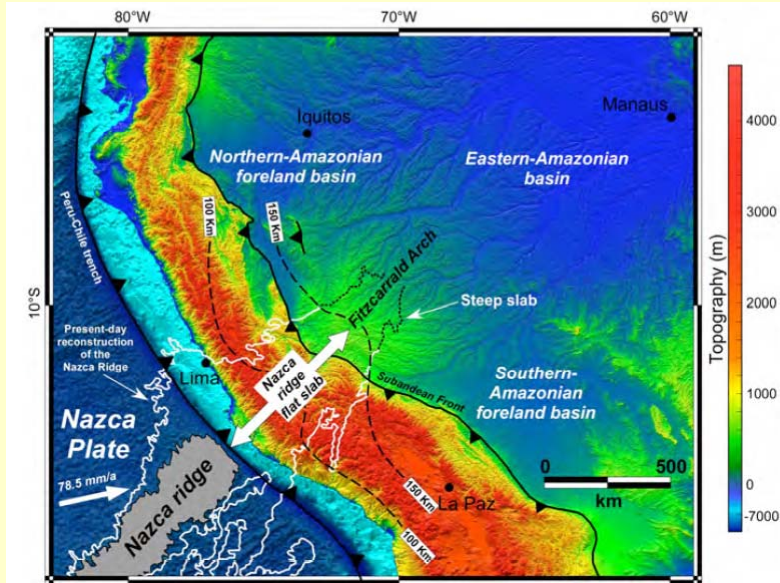 80°W
70°W
60°W
10°S
Iquitos
Manaus
Northern-Amazonian
foreland basin
Eastern-Amazonian
basin
100 Km
150 Km
Peru-Chile trench
Fitzcarrald Arch
Steep slab
Present-day
reconstruction
of the
Nazca Ridge
Lima
Nazca
ridge
flat slab
Subandean Front
Southern-
Amazonian
foreland basin
Nazca
Plate
78.5 mm/a
Nazca ridge
La Paz
150 Km
100 Km
0 500
km
Topography (m)
4000
3000
2000
1000
0
-7000